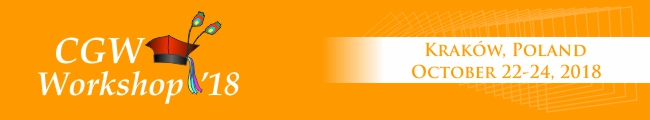 CGW
Workshop '18
Kraków, Poland
October 22-24, 2018